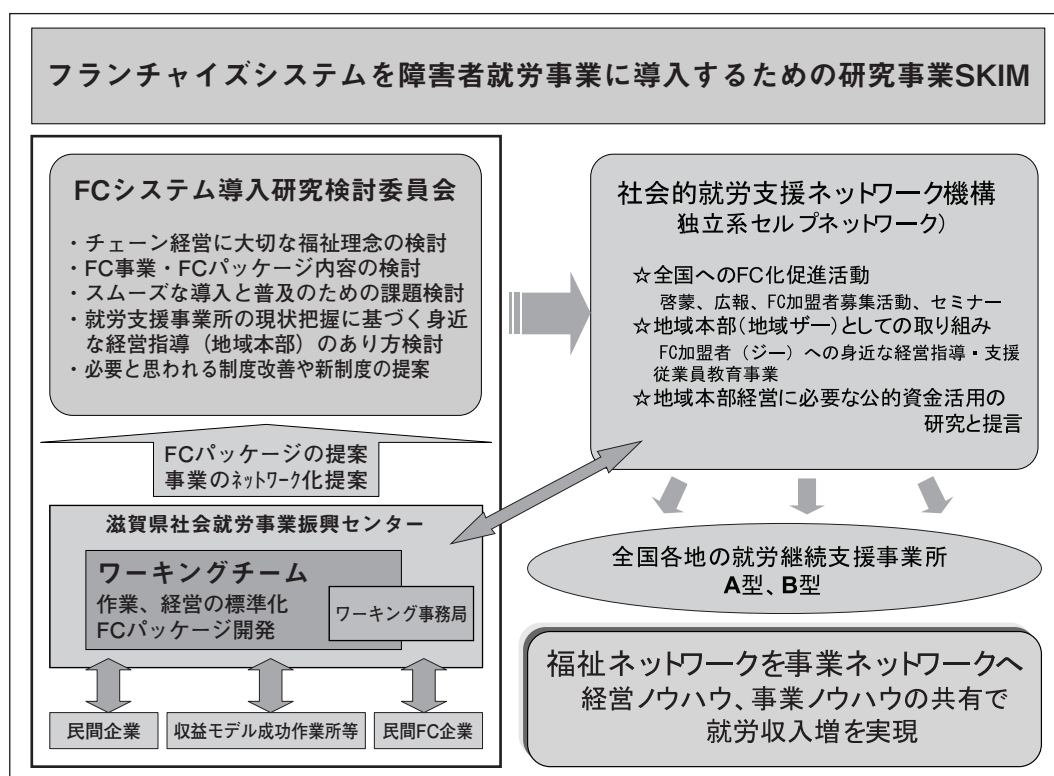 フランチャイズシステムを障害者就労事業に導入するための研究事業SKIM
FCシステム導入研究検討委員会
・チェーン経営に大切な福祉理念の検討
・FC事業・FCパッケージ内容の検討
・スムーズな導入と普及のための課題検討
・就労支援事業所の現状把握に基づく身近
な経営指導（地域本部）のあり方検討
・必要と思われる制度改善や新制度の提案
FCパッケージの提案
事業のﾈｯﾄﾜｰｸ化提案
滋賀県社会就労事業振興センター
ワーキングチーム
作業、経営の標準化
FCパッケージ開発
ワーキング事務局
民間企業
収益モデル成功作業所等
民間FC企業
社会的就労支援ネットワーク機構
独立系セルプネットワーク）
☆全国へのFC化促進活動
啓蒙、広報、FC加盟者募集活動、セミナー
☆地域本部（地域ザー）としての取り組み
FC加盟者（ジー）への身近な経営指導・支援
従業員教育事業
☆地域本部経営に必要な公的資金活用の
研究と提言
全国各地の就労継続支援事業所
A型、B型
福祉ネットワークを事業ネットワークへ
経営ノウハウ、事業ノウハウの共有で
就労収入増を実現